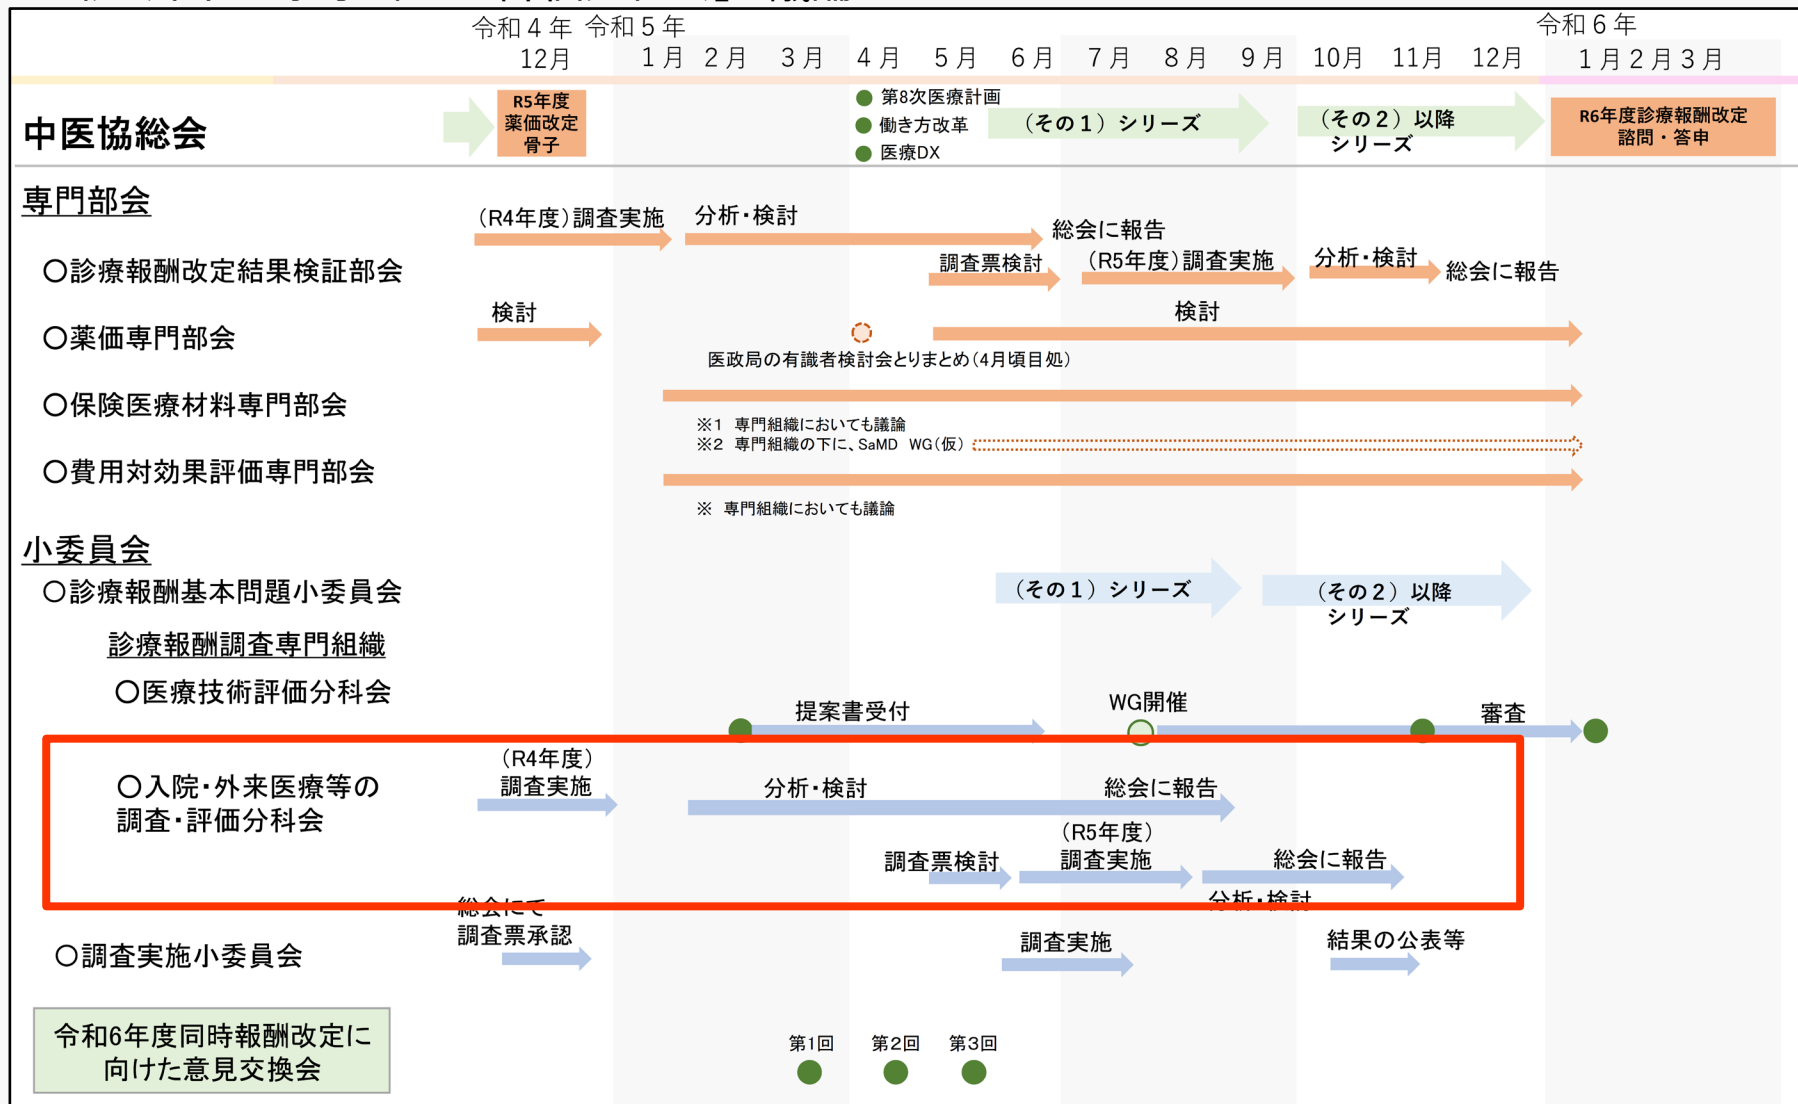 令和４年 令和５年 令和６年
12月 １月 ２月 ３月 ４月 ５月 ６月 ７月 ８月 ９月 10月 11月 12月 １月２月３月
中医協総会
R5年度
薬価改定
骨子
第8次医療計画
働き方改革
医療DX
（その１）シリーズ
（その２）以降
シリーズ
R6年度診療報酬改定
諮問・答申
専門部会
○診療報酬改定結果検証部会
（R4年度）調査実施
分析・検討
総会に報告
調査票検討
（R5年度）調査実施
分析・検討
総会に報告
○薬価専門部会
検討
検討
医政局の有識者検討会とりまとめ（4月頃目処）
○保険医療材料専門部会
※1 専門組織においても議論
※2 専門組織の下に、SaMD WG（仮）
○費用対効果評価専門部会
※ 専門組織においても議論
小委員会
○診療報酬基本問題小委員会
（その１）シリーズ
（その２）以降
シリーズ
診療報酬調査専門組織
○医療技術評価分科会
提案書受付
WG開催
審査
○入院・外来医療等の
調査・評価分科会
（R4年度）
調査実施
分析・検討
総会に報告
調査票検討
（R5年度）
調査実施
総会に報告
分析・検討
○調査実施小委員会
総会にて
調査票承認
調査実施
結果の公表等
令和6年度同時報酬改定に
向けた意見交換会
第1回
第2回
第3回